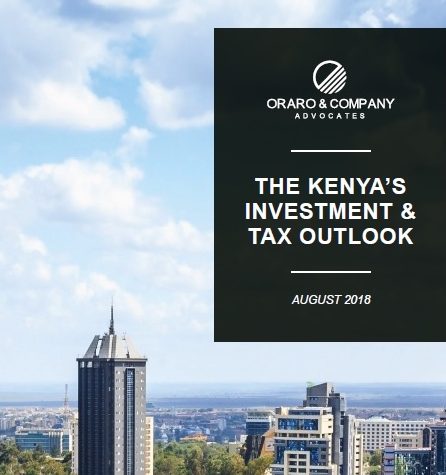 ORARO & COMPANY
ADVOCATES
THE KENYA'S
INVESTMENT &
TAX OUTLOOK
AUGUST 2018